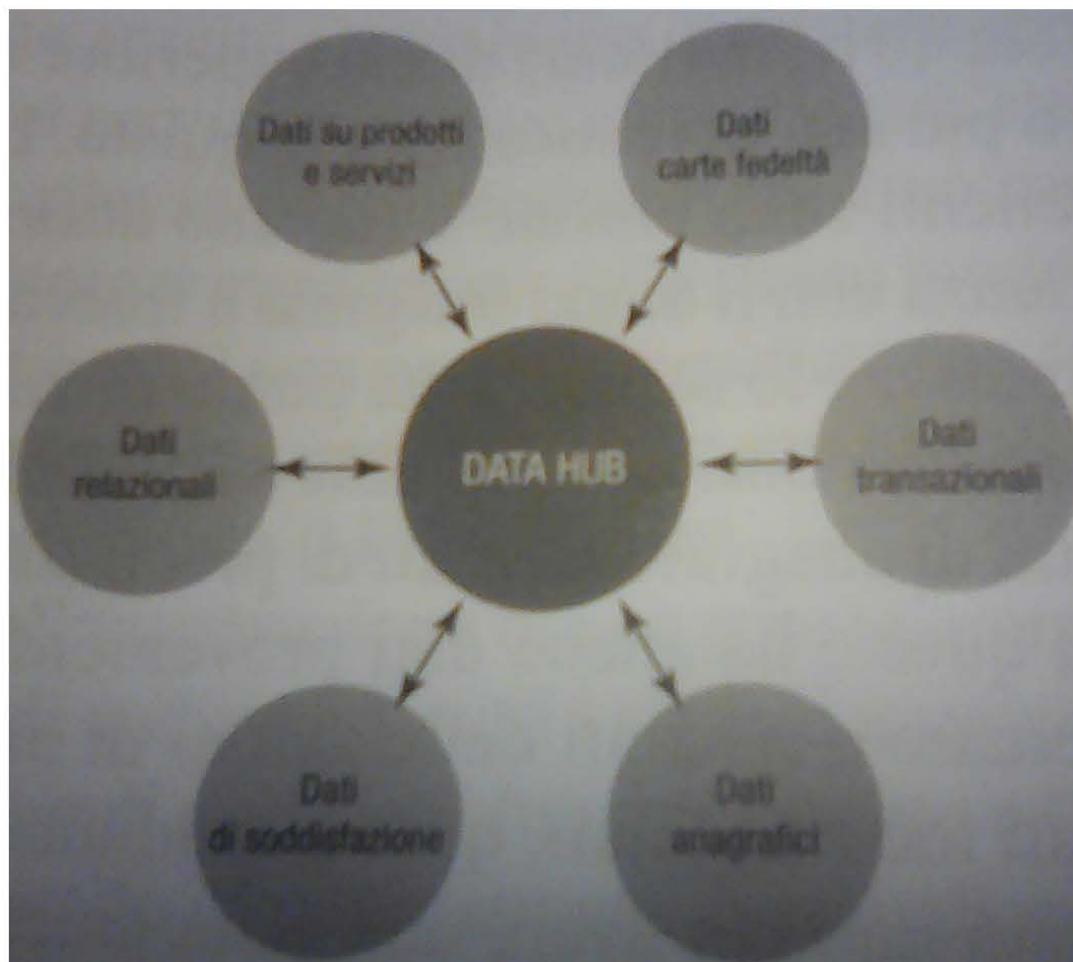 Dati su prodotti
e servizi
Dati
carte fedeltà
Dati
relazionali
DATA HUB
Dati
transazionali
Dati
di soddisfazione
Dati
anagrafici